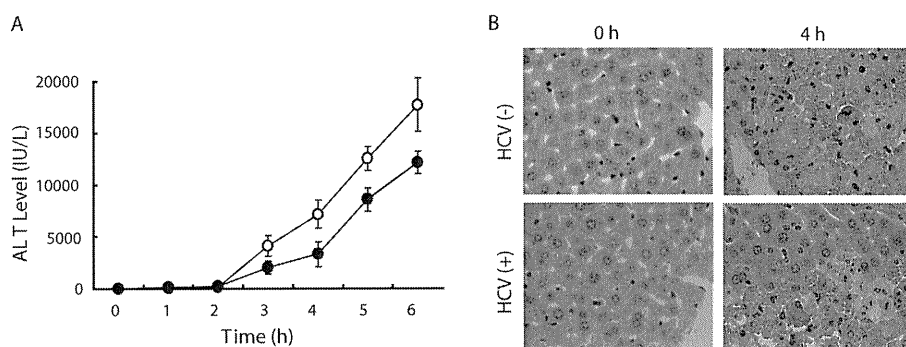 A
ALT Level (IU/L)
20000
15000
10000
5000
0
0 1 2 3 4 5 6
Time (h)
B
0 h 4 h
HCV (-)
HCV (+)